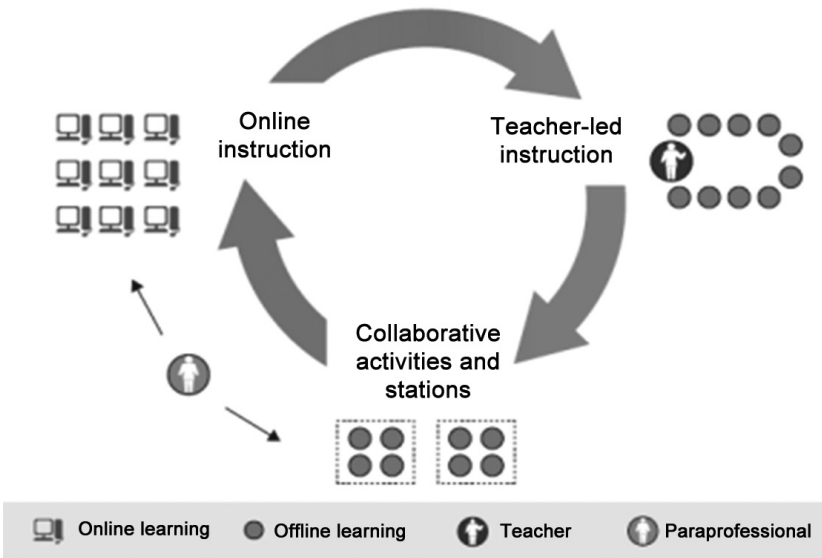 Online
instruction
Teacher-led
instruction
Collaborative
activities and
stations
Online learning
Offline learning
Teacher
Paraprofessional